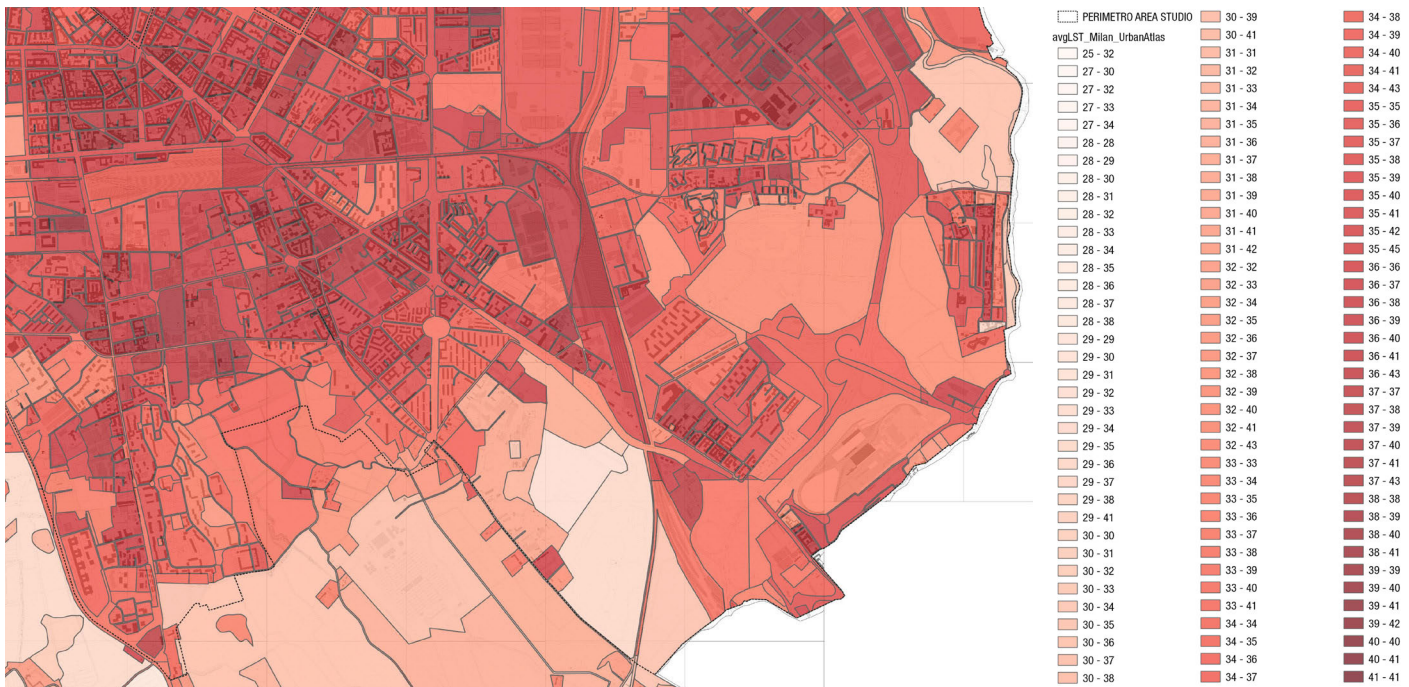 PERIMETRO AREA STUDIO
avgLST_Milan_UrbanAtlas
25 - 32
27 - 30
27 - 32
27 - 33
27 - 34
28 - 28
28 - 29
28 - 30
28 - 31
28 - 32
28 - 33
28 - 34
28 - 35
28 - 36
28 - 37
28 - 38
29 - 29
29 - 30
29 - 31
29 - 32
29 - 33
29 - 34
29 - 35
29 - 36
29 - 37
29 - 38
29 - 41
30 - 30
30 - 31
30 - 32
30 - 33
30 - 34
30 - 35
30 - 36
30 - 37
30 - 38
30 - 39
30 - 41
31 - 31
31 - 32
31 - 33
31 - 34
31 - 35
31 - 36
31 - 37
31 - 38
31 - 39
31 - 40
31 - 41
31 - 42
32 - 32
32 - 33
32 - 34
32 - 35
32 - 36
32 - 37
32 - 38
32 - 39
32 - 40
32 - 41
32 - 43
33 - 33
33 - 34
33 - 35
33 - 36
33 - 37
33 - 38
33 - 39
33 - 40
33 - 41
34 - 34
34 - 35
34 - 36
34 - 37
34 - 38
34 - 39
34 - 40
34 - 41
34 - 43
35 - 35
35 - 36
35 - 37
35 - 38
35 - 39
35 - 40
35 - 41
35 - 42
35 - 45
36 - 36
36 - 37
36 - 38
36 - 39
36 - 40
36 - 41
36 - 43
37 - 37
37 - 38
37 - 39
37 - 40
37 - 41
37 - 43
38 - 38
38 - 39
38 - 40
38 - 41
39 - 39
39 - 40
39 - 41
39 - 42
40 - 40
40 - 41
41 - 41